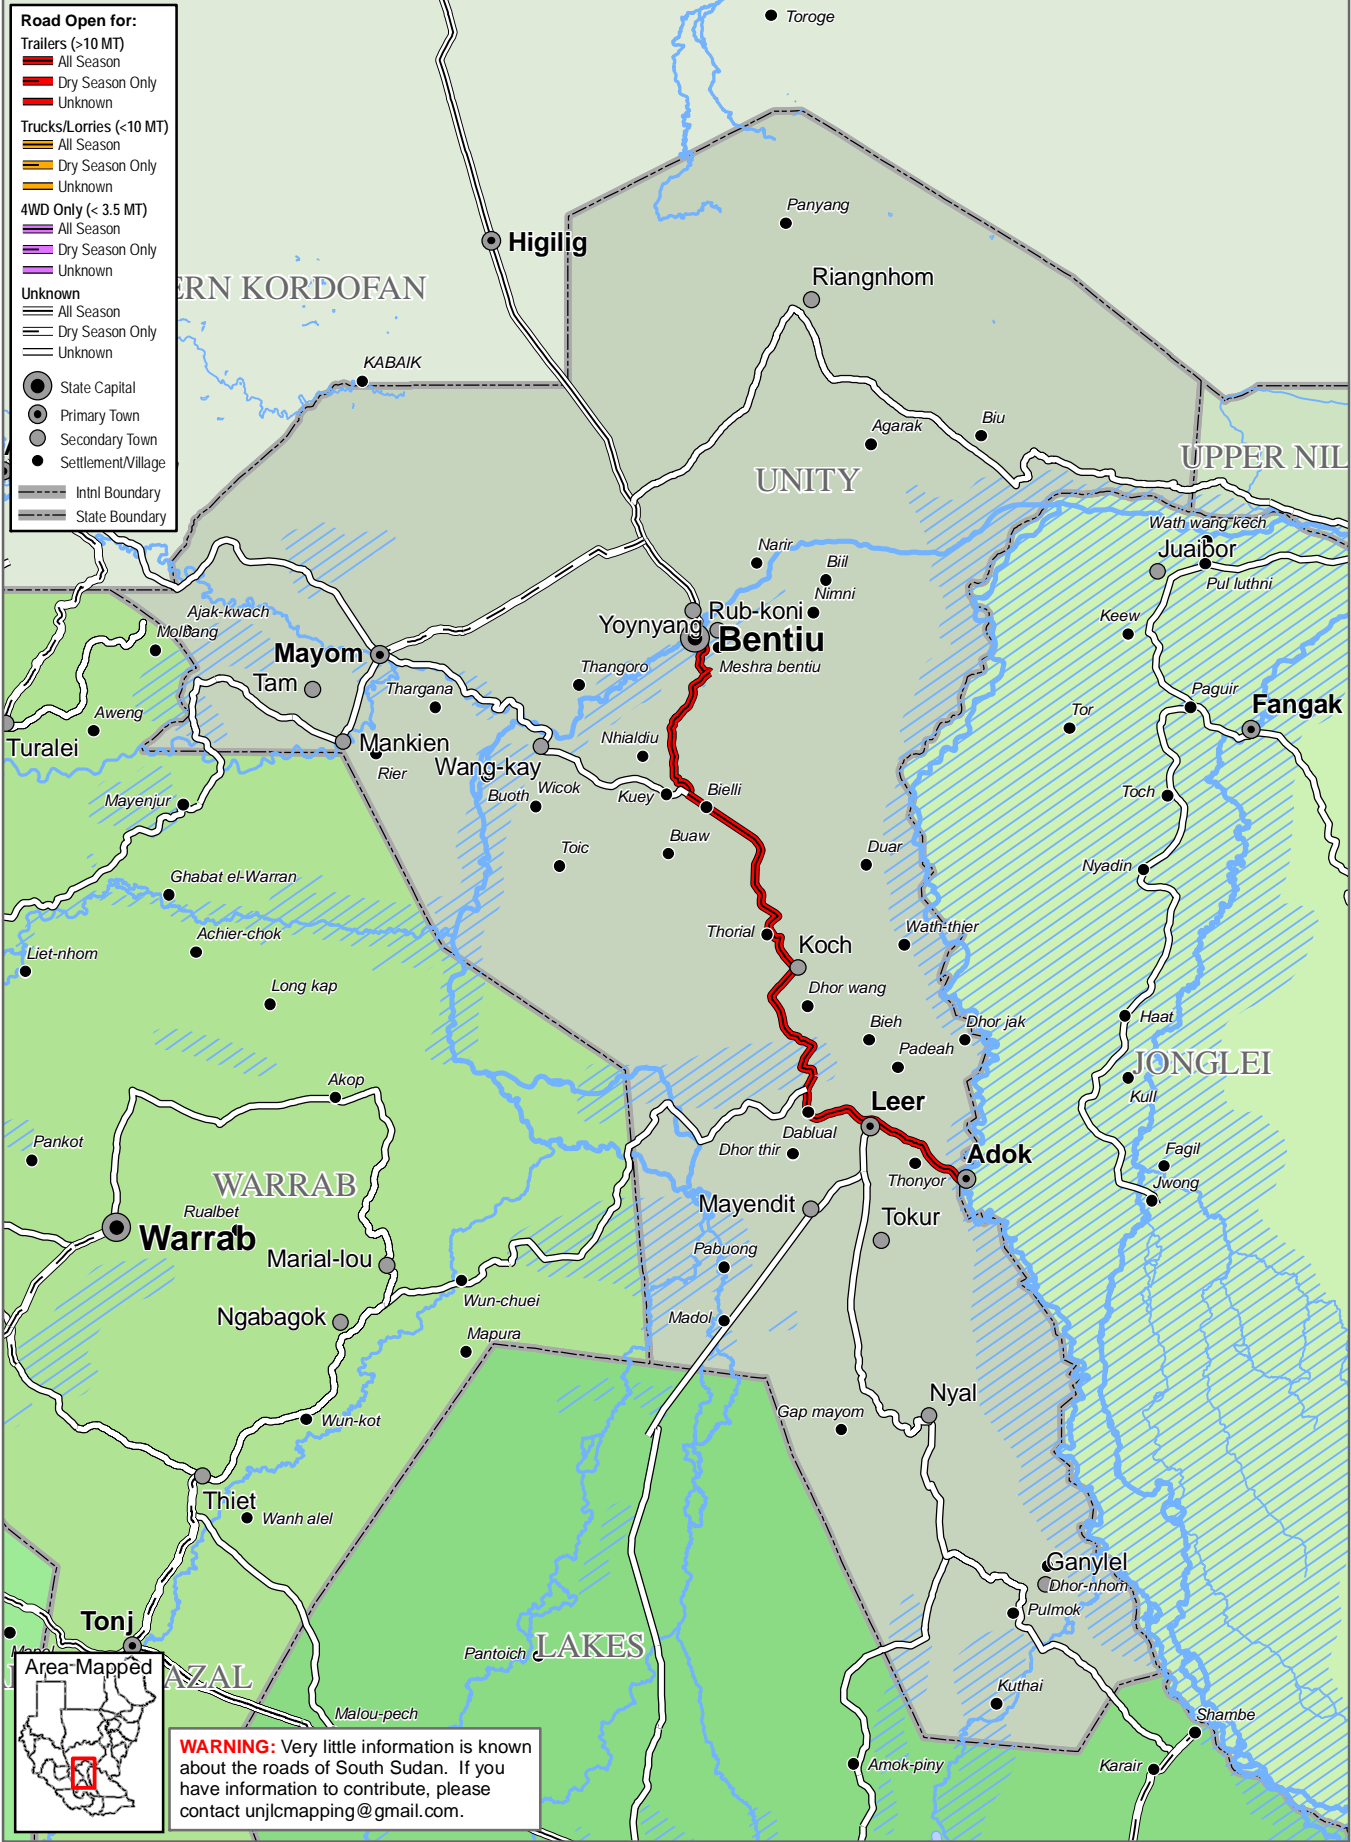 Road Open for:
Trailers (>10 MT)
All Season
Dry Season Only
Unknown
Trucks/Lorries (<10 MT)
All Season
Dry Season Only
Unknown
4WD Only (< 3.5 MT)
All Season
Dry Season Only
Unknown
Unknown
All Season
Dry Season Only
Unknown
State Capital
Primary Town
Secondary Town
Settlement/Village
Intnl Boundary
State Boundary
Toroge
Panyang
Higilig
Riangnhom
ERN KORDOFAN
KABAIK
Agarak
Biu
UNITY
UPPER NIL
Wath wang kech
Juaibor
Pul luthni
Narir
Biil
Nimni
Ajak-kwach
Molbang
Rub-koni
Yoynyang
Bentiu
Meshra bentiu
Keew
Mayom
Tam
Thargana
Thangoro
Paguir
Fangak
Aweng
Turalei
Tor
Mankien
Rier
Wang-kay
Nhialdiu
Mayenjur
Buoth
Wicok
Kuey
Bielli
Toch
Toic
Buaw
Duar
Nyadin
Ghabat el-Warran
Achier-chok
Thorial
Koch
Wath-thier
Liet-nhom
Long kap
Dhor wang
Bieh
Dhor jak
Haat
Padeah
JONGLEI
Akop
Kull
Leer
Dablual
Pankot
Dhor thir
Adok
Fagil
Thonyor
Jwong
WARRAB
Rualbet
Warrab
Mayendit
Tokur
Marial-lou
Pabuong
Wun-chuei
Ngabagok
Madol
Mapura
Nyal
Gap mayom
Wun-kot
Thiet
Wanh alel
Ganylel
Dhor-nhom
Pulmok
Tonj
LAKES
Pantoich
AZAL
Area Mapped
Kuthai
Malou-pech
Shambe
Amok-piny
Karair
WARNING: Very little information is known
about the roads of South Sudan. If you
have information to contribute, please
contact unjlcmapping@gmail.com.